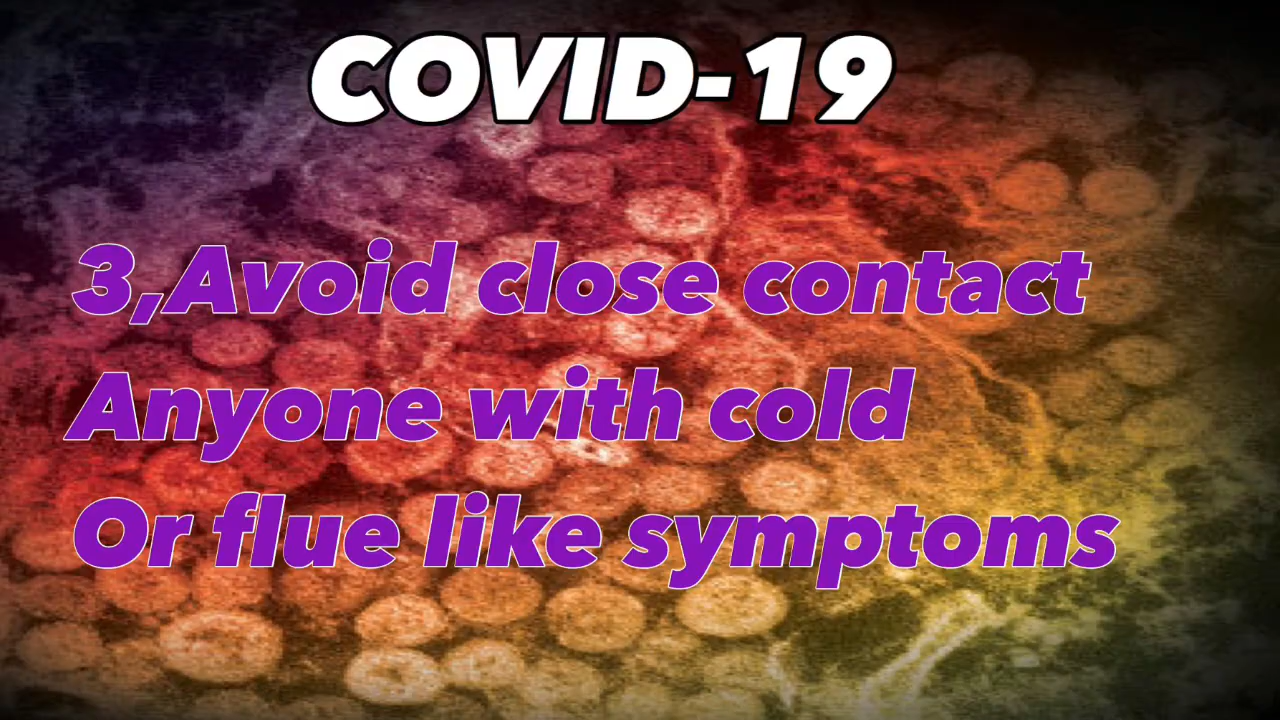 COVID-19
3,Avoid close contact
Anyone with cold
Or flue like symptoms